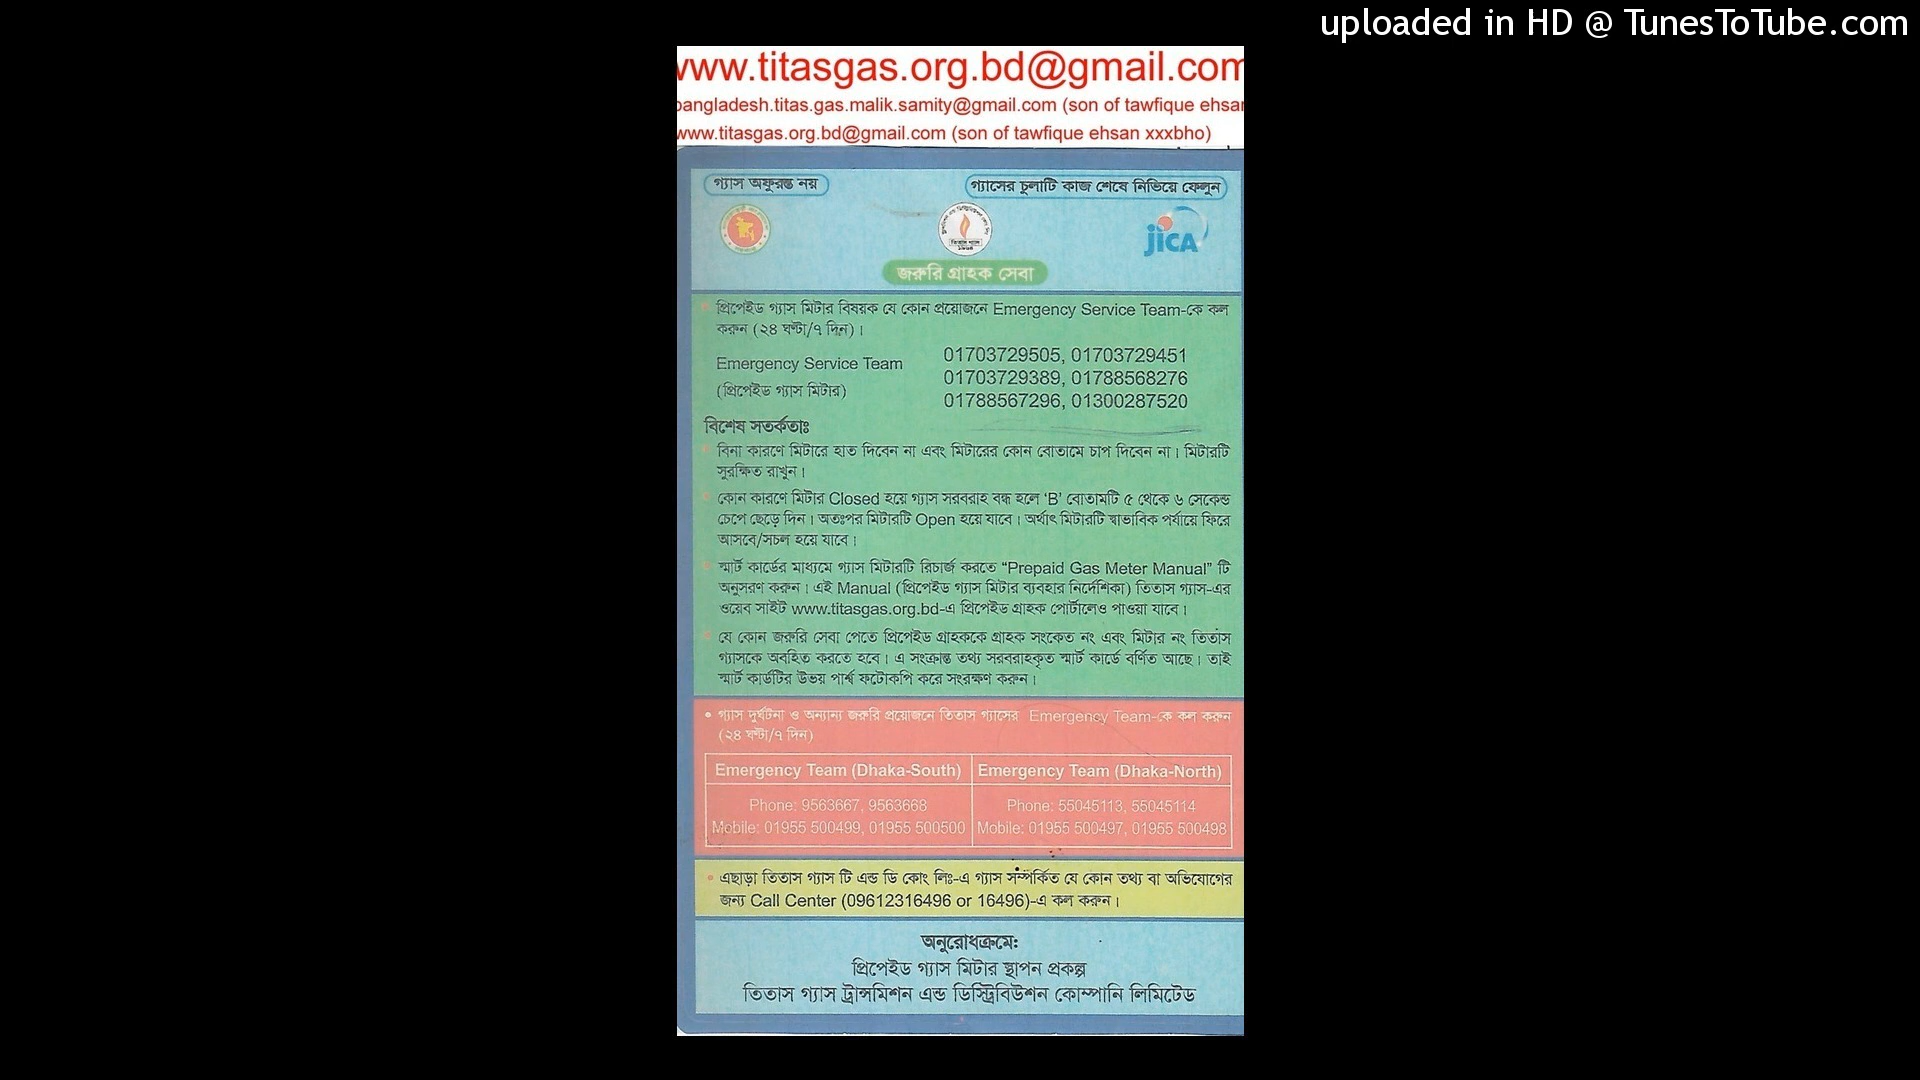 uploaded in HD @ TunesToTube.com
www.titasgas.org.bd@gmail.com
bangladesh.titas.gas.malik.samity@gmail.com (son of tawfique ehsan
www.titasgas.org.bd@gmail.com (son of tawfique ehsan xxxbho)
গ্যাস অফুরন্ত নয়
গ্যাসের চুলাটি কাজ শেষে নিভিয়ে ফেলুন
তিতাস গ্যাস
JICA
জরুরি গ্রাহক সেবা
প্রিপেইড গ্যাস মিটার বিষয়ক যে কোন প্রয়োজনে Emergency Service Team-কে কল
করুন (২৪ ঘণ্টা/৭ দিন)।
Emergency Service Team
(প্রিপেইড গ্যাস মিটার)
01703729505, 01703729451
01703729389, 01788568276
01788567296, 01300287520
বিশেষ সতর্কতাঃ
বিনা কারণে মিটারে হাত দিবেন না এবং মিটারের কোন বোতামে চাপ দিবেন না। মিটারটি
সুরক্ষিত রাখুন।
কোন কারণে মিটার Closed হয়ে গ্যাস সরবরাহ বন্ধ হলে ‘B’ বোতামটি ৫ থেকে ৬ সেকেন্ড
চেপে ছেড়ে দিন। অতঃপর মিটারটি Open হয়ে যাবে। অর্থাৎ মিটারটি স্বাভাবিক পর্যায়ে ফিরে
আসবে/সচল হয়ে যাবে।
স্মার্ট কার্ডের মাধ্যমে গ্যাস মিটারটি রিচার্জ করতে “Prepaid Gas Meter Manual” টি
অনুসরণ করুন। এই Manual (প্রিপেইড গ্যাস মিটার ব্যবহার নির্দেশিকা) তিতাস গ্যাস-এর
ওয়েব সাইট www.titasgas.org.bd-এ প্রিপেইড গ্রাহক পোর্টালেও পাওয়া যাবে।
যে কোন জরুরি সেবা পেতে প্রিপেইড গ্রাহককে গ্রাহক সংকেত নং এবং মিটার নং তিতাস
গ্যাসকে অবহিত করতে হবে। এ সংক্রান্ত তথ্য সরবরাহকৃত স্মার্ট কার্ডে বর্ণিত আছে। তাই
স্মার্ট কার্ডটির উভয় পার্শ্ব ফটোকপি করে সংরক্ষণ করুন।
• গ্যাস দুর্ঘটনা ও অন্যান্য জরুরি প্রয়োজনে তিতাস গ্যাসের Emergency Team-কে কল করুন
(২৪ ঘণ্টা/৭ দিন)
Emergency Team (Dhaka-South)
Phone: 9563667, 9563668
Mobile: 01955 500499, 01955 500500
Emergency Team (Dhaka-North)
Phone: 55045113, 55045114
Mobile: 01955 500497, 01955 500498
• এছাড়া তিতাস গ্যাস টি এন্ড ডি কোং লিঃ-এ গ্যাস সম্পর্কিত যে কোন তথ্য বা অভিযোগের
জন্য Call Center (09612316496 or 16496)-এ কল করুন।
অনুরোধক্রমে:
প্রিপেইড গ্যাস মিটার স্থাপন প্রকল্প
তিতাস গ্যাস ট্রান্সমিশন এন্ড ডিস্ট্রিবিউশন কোম্পানি লিমিটেড